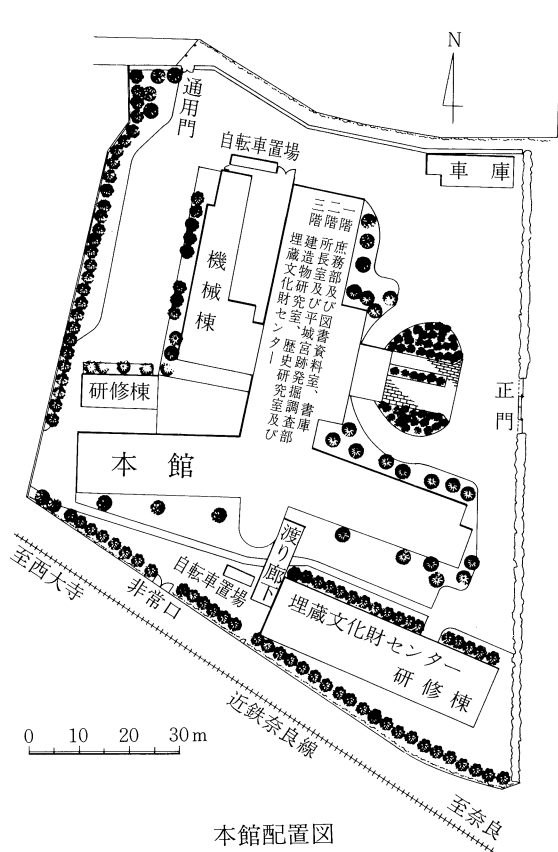 N
通用門
自転車置場
車庫
一階 庶務部及び図書資料室、書庫
二階 所長室及び平城宮跡発掘調査部
三階 建造物研究室、歴史研究室及び
埋蔵文化財センター
機械棟
研修棟
正門
本館
渡り廊下
自転車置場
非常口
至西大寺
埋蔵文化財センター
研修棟
近鉄奈良線
至奈良
0 10 20 30m
本館配置図